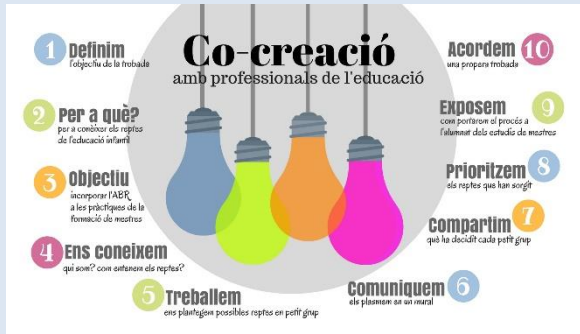 Co-creació
amb professionals de l'educació
1 Definim
l'objectiu de la trobada
2 Per a què?
per a conèixer els reptes
de l'educació infantil
3 Objectiu
incorporar l'ABR
a les pràctiques de la
formació de mestres
4 Ens coneixem
qui som? com entenem els reptes?
5 Treballem
ens plantegem possibles reptes en petit grup
Comuniquem 6
els plasmem en un mural
Compartim 7
què ha decidit cada petit grup
Prioritzem 8
els reptes que han sorgit
Exposem 9
com portarem el procés a
l'alumnat dels estudis de mestres
Acordem 10
una propera trobada